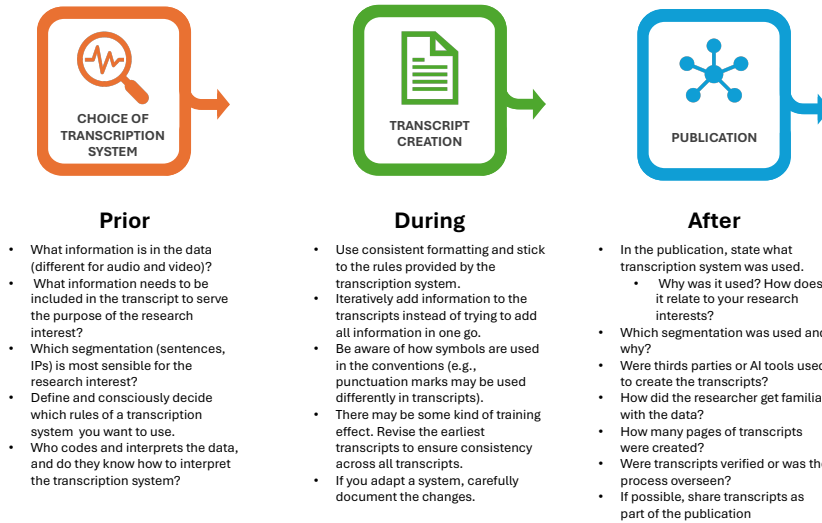 CHOICE OF
TRANSCRIPTION
SYSTEM
TRANSCRIPT
CREATION
PUBLICATION
Prior
• What information is in the data
(different for audio and video)?
• What information needs to be
included in the transcript to serve
the purpose of the research
interest?
• Which segmentation (sentences,
IPs) is most sensible for the
research interest?
• Define and consciously decide
which rules of a transcription
system you want to use.
• Who codes and interprets the data,
and do they know how to interpret
the transcription system?
During
• Use consistent formatting and stick
to the rules provided by the
transcription system.
• Iteratively add information to the
transcripts instead of trying to add
all information in one go.
• Be aware of how symbols are used
in the conventions (e.g.,
punctuation marks may be used
differently in transcripts).
• There may be some kind of training
effect. Revise the earliest
transcripts to ensure consistency
across all transcripts.
• If you adapt a system, carefully
document the changes.
After
• In the publication, state what
transcription system was used.
• Why was it used? How does
it relate to your research
interests?
• Which segmentation was used and
why?
• Were thirds parties or AI tools used
to create the transcripts?
• How did the researcher get familia
with the data?
• How many pages of transcripts
were created?
• Were transcripts verified or was the
process overseen?
• If possible, share transcripts as
part of the publication